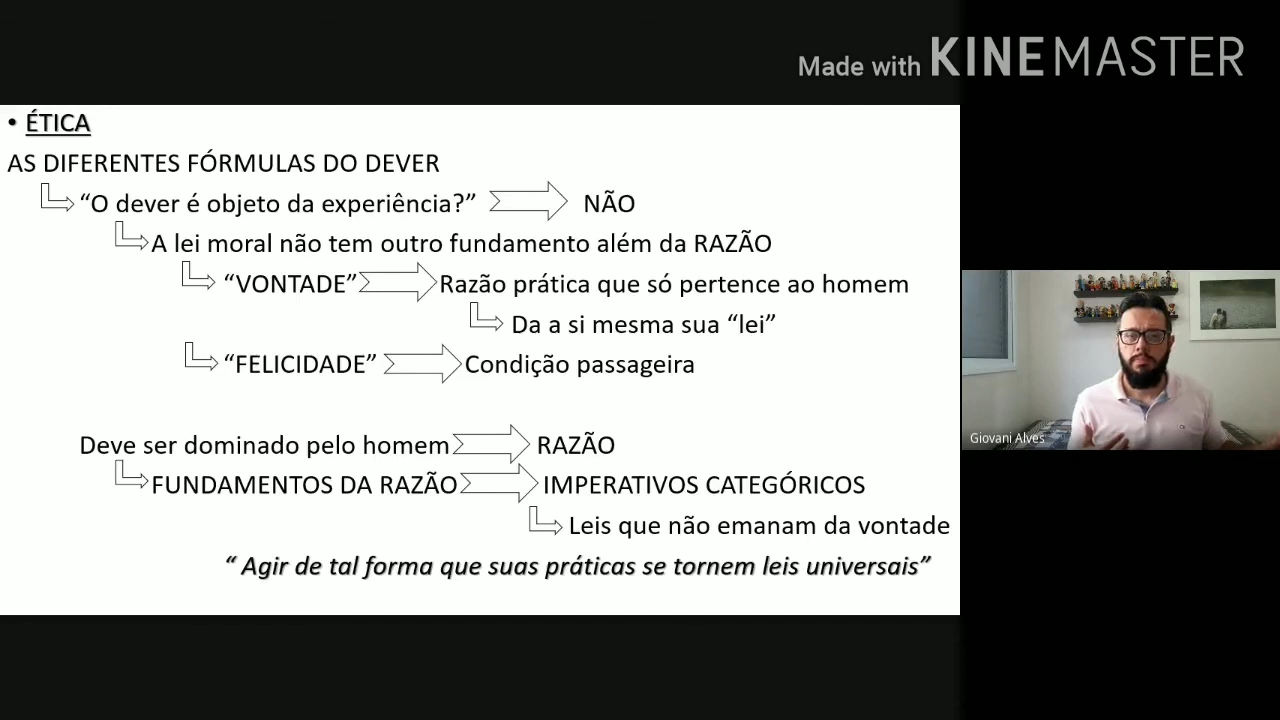 Made with KINEMASTER
• ÉTICA
AS DIFERENTES FÓRMULAS DO DEVER
“O dever é objeto da experiência?” NÃO
A lei moral não tem outro fundamento além da RAZÃO
“VONTADE” Razão prática que só pertence ao homem
Da a si mesma sua “lei”
“FELICIDADE” Condição passageira
Deve ser dominado pelo homem RAZÃO
FUNDAMENTOS DA RAZÃO IMPERATIVOS CATEGÓRICOS
Leis que não emanam da vontade
“ Agir de tal forma que suas práticas se tornem leis universais”
Giovani Alves